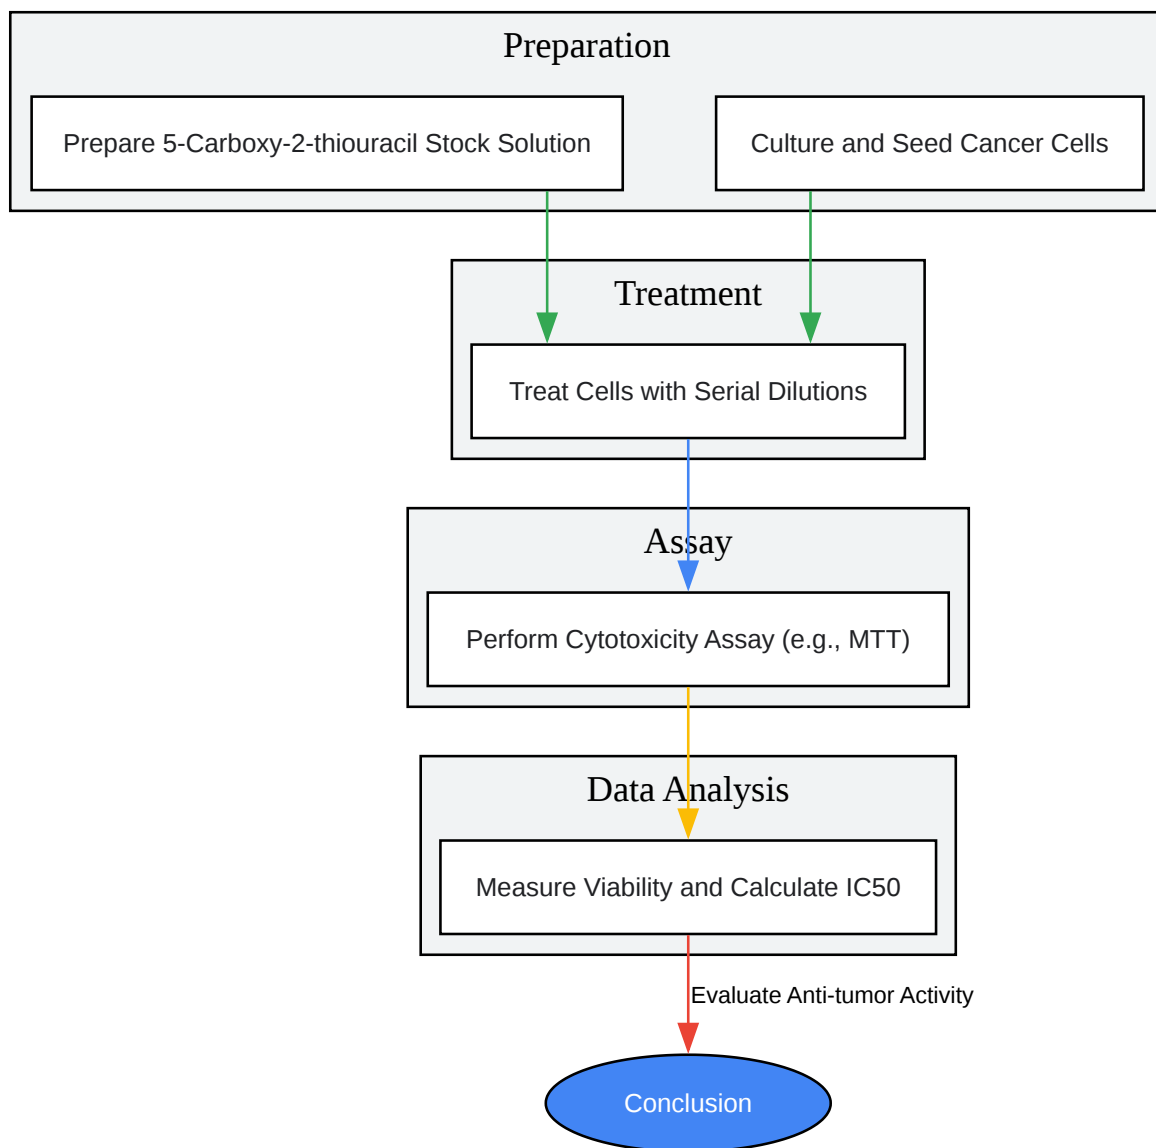 Preparation
Prepare 5-Carboxy-2-thiouracil Stock Solution
Culture and Seed Cancer Cells
Treatment
Treat Cells with Serial Dilutions
Assay
Perform Cytotoxicity Assay (e.g., MTT)
Data Analysis
Measure Viability and Calculate IC50
Evaluate Anti-tumor Activity
Conclusion